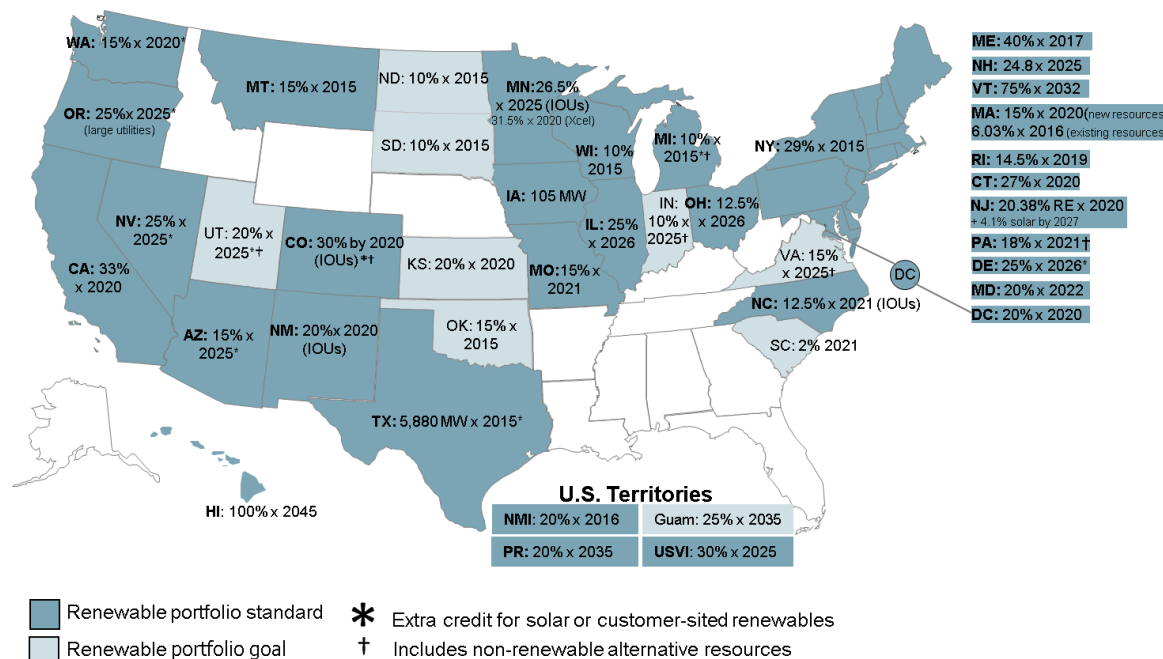 WA: 15% x 2020*
MT: 15% x 2015
ND: 10% x 2015
MN:26.5%
x 2025 (IOUs)
31.5% x 2020 (Xcel)
OR: 25%x 2025*
(large utilities)
SD: 10% x 2015
WI: 10%
2015
MI: 10% x
2015*†
NY: 29% x 2015
IA: 105 MW
NV: 25% x
2025*
UT: 20% x
2025*†
CO: 30% by 2020
(IOUs) *†
KS: 20% x 2020
IL: 25%
x 2026
IN:
10% x
2025†
OH: 12.5%
x 2026
VA: 15%
x 2025†
DC
CA: 33%
x 2020
MO:15% x
2021
NC: 12.5% x 2021 (IOUs)
AZ: 15% x
2025*
NM: 20%x 2020
(IOUs)
OK: 15% x
2015
SC: 2% 2021
TX: 5,880 MW x 2015*
HI: 100% x 2045
ME: 40% x 2017
NH: 24.8 x 2025
VT: 75% x 2032
MA: 15% x 2020(new resources
6.03% x 2016 (existing resources
RI: 14.5% x 2019
CT: 27% x 2020
NJ: 20.38% RE x 2020
+ 4.1% solar by 2027
PA: 18% x 2021†
DE: 25% x 2026*
MD: 20% x 2022
DC: 20% x 2020
U.S. Territories
NMI: 20% x 2016
Guam: 25% x 2035
PR: 20% x 2035
USVI: 30% x 2025
Renewable portfolio standard
* Extra credit for solar or customer-sited renewables
Renewable portfolio goal
† Includes non-renewable alternative resources